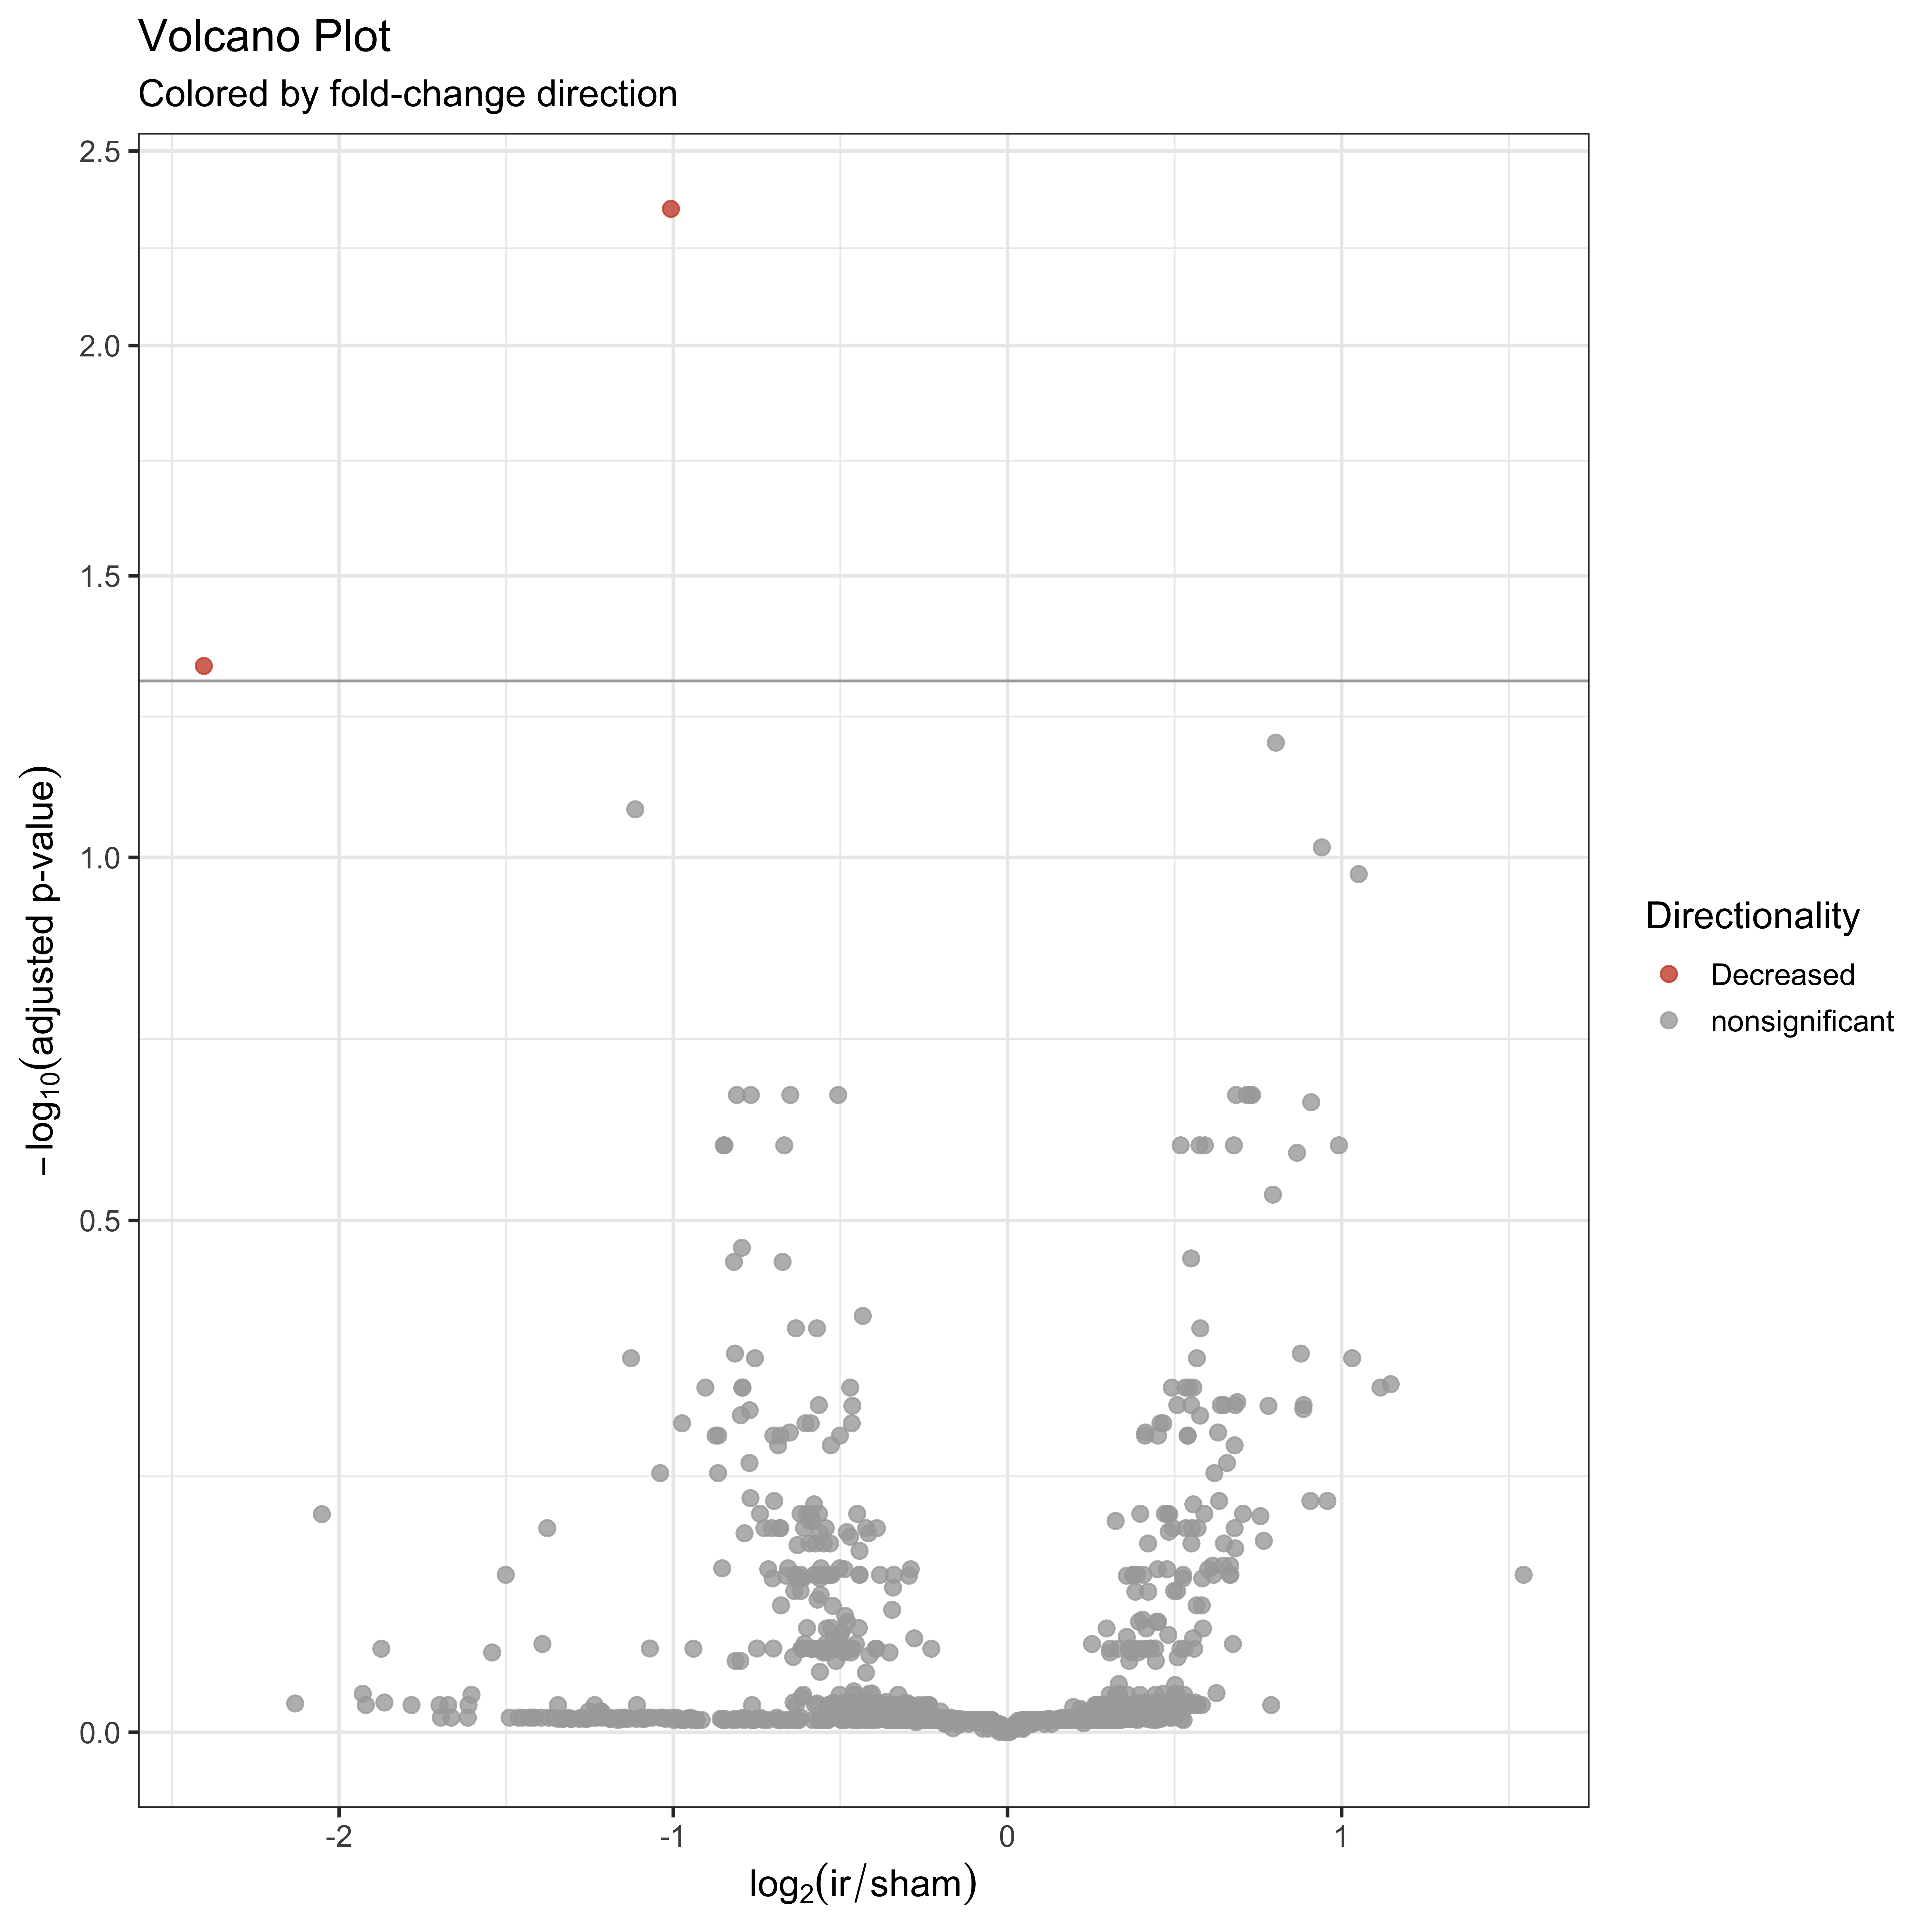 Volcano Plot
Colored by fold-change direction
2.5
2.0
1.5
1.0
0.5
0.0
−log10(adjusted p-value)
-2
-1
0
1
log2(ir/sham)
Directionality
Decreased
nonsignificant